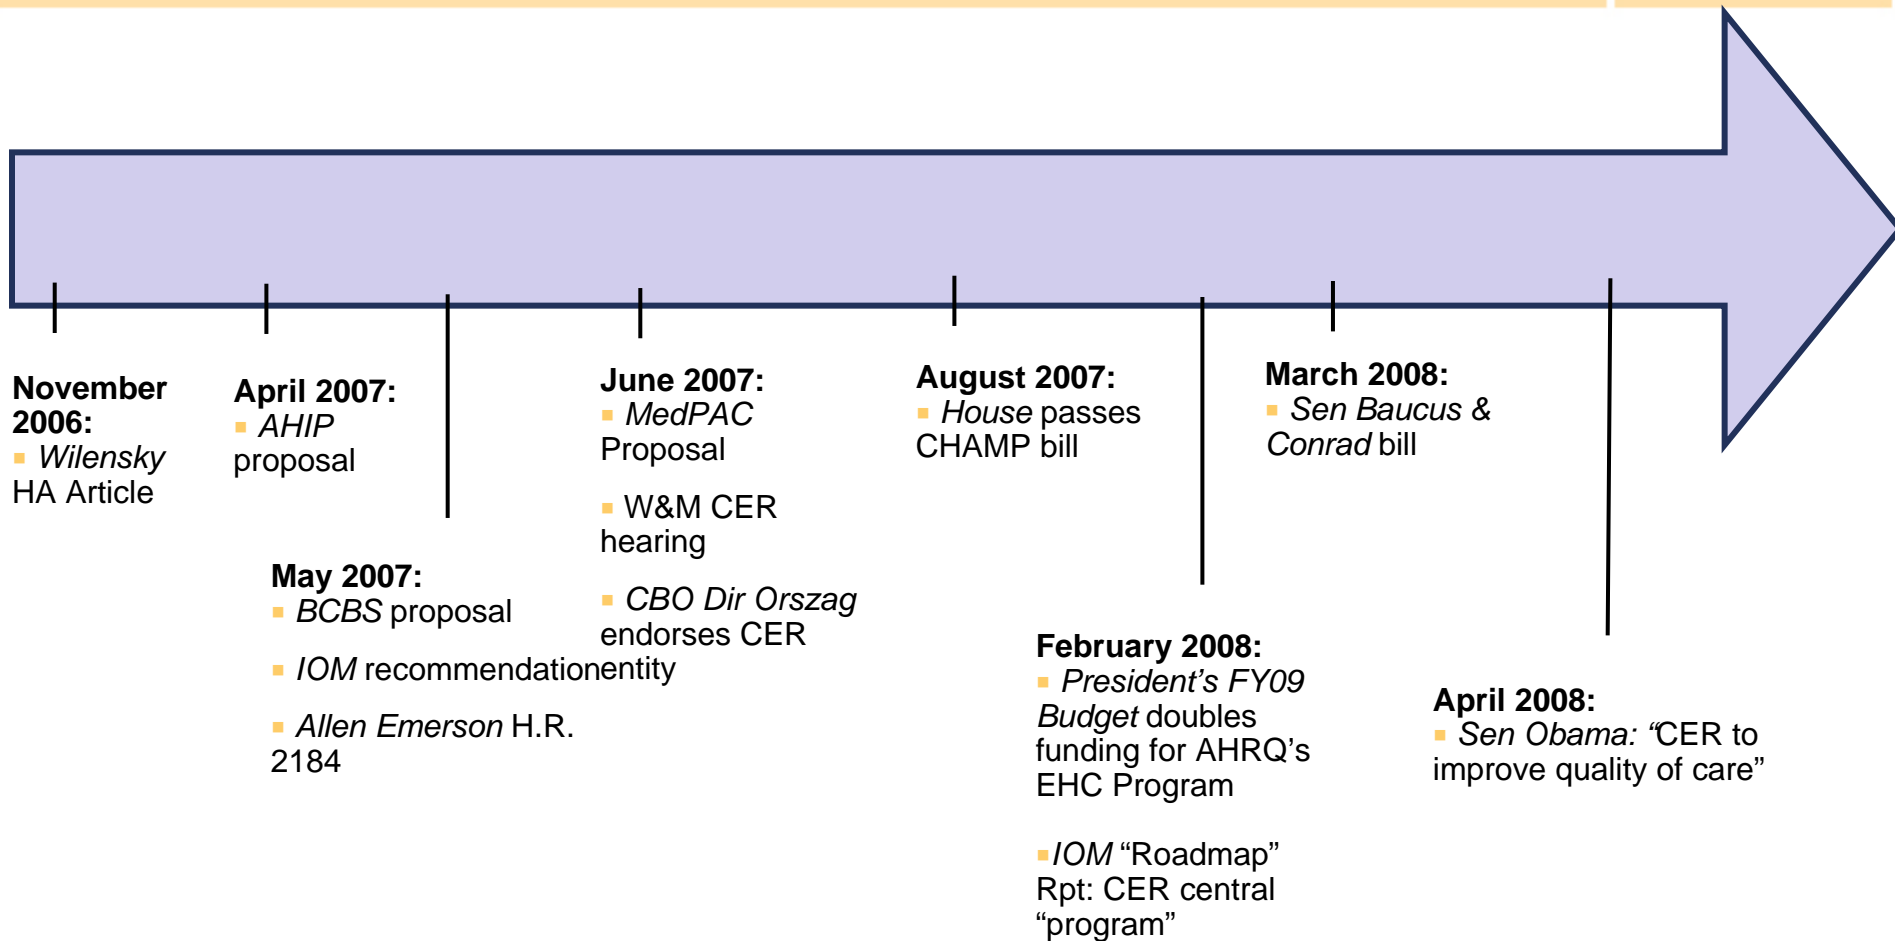 November
2006:
▪ Wilensky
HA Article
April 2007:
▪ AHIP
proposal
May 2007:
▪ BCBS proposal
▪ IOM recommendation
▪ Allen Emerson H.R.
2184
June 2007:
▪ MedPAC
Proposal
▪ W&M CER
hearing
▪ CBO Dir Orszag
endorses CER
entity
August 2007:
▪ House passes
CHAMP bill
February 2008:
▪ President’s FY09
Budget doubles
funding for AHRQ’s
EHC Program
▪IOM “Roadmap”
Rpt: CER central
“program”
March 2008:
▪ Sen Baucus &
Conrad bill
April 2008:
▪ Sen Obama: “CER to
improve quality of care”